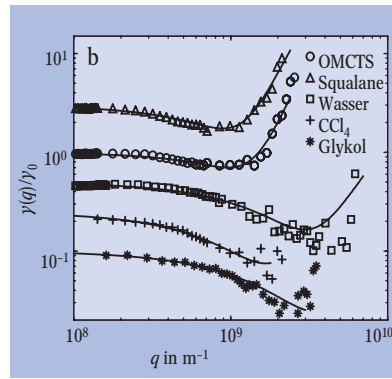 b
OMCTS
Squalane
Wasser
CCl₄
Glykol
γ(q)/γ₀
10¹
10⁰
10⁻¹
10⁸ 10⁹ 10¹⁰
q in m⁻¹